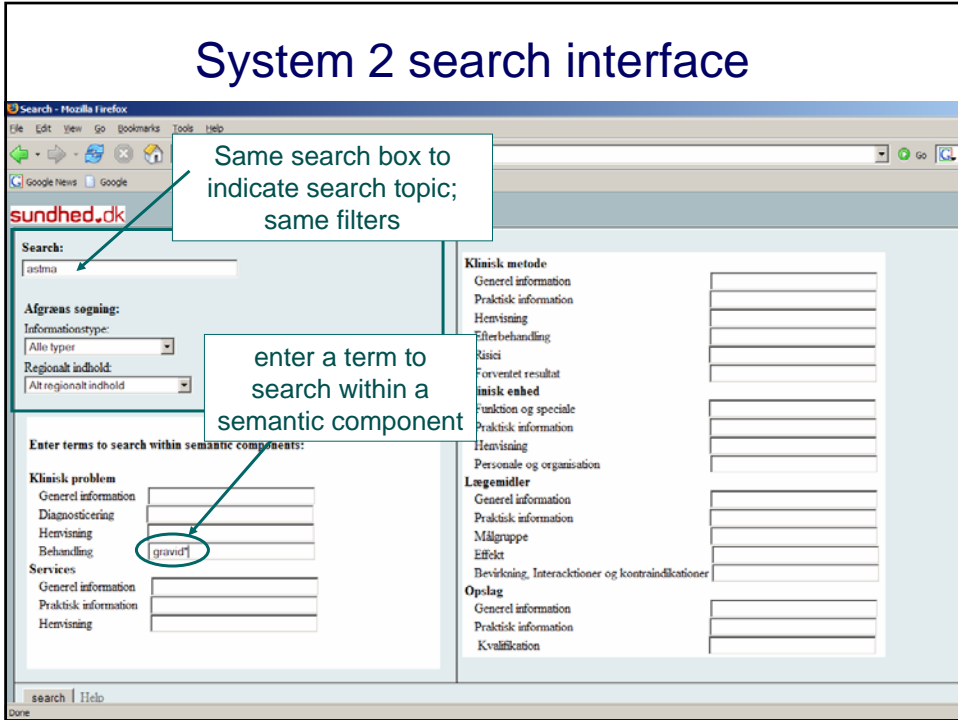 System 2 search interface
Search - Mozilla Firefox
File Edit View Go Bookmarks Tools Help
Go
Google News Google
Same search box to
indicate search topic;
same filters
sundhed.dk
Search:
astma
Afgræns søgning:
Informationstype:
Alle typer
Regionalt indhold:
Alt regionalt indhold
enter a term to
search within a
semantic component
Enter terms to search within semantic components:
Klinisk problem
Generel information
Diagnosticering
Henvisning
Behandling gravid*
Services
Generel information
Praktisk information
Henvisning
Klinisk metode
Generel information
Praktisk information
Henvisning
Efterbehandling
Risici
Forventet resultat
linisk enhed
Funktion og speciale
Praktisk information
Henvisning
Personale og organisation
Lægemidler
Generel information
Praktisk information
Målgruppe
Effekt
Bevirkning, Interacktioner og kontraindikationer
Opslag
Generel information
Praktisk information
Kvalifikation
search Help
Done